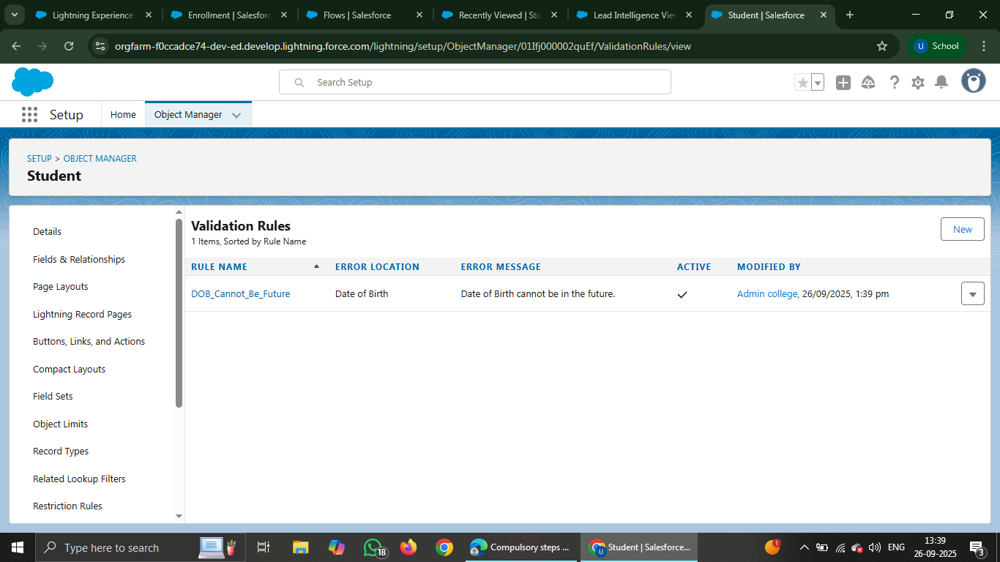 Lightning Experience
Enrollment | Salesforc
Flows | Salesforce
Recently Viewed | Stu
Lead Intelligence View
Student | Salesforce
orgfarm-f0ccadce74-dev-ed.develop.lightning.force.com/lightning/setup/ObjectManager/01Ifj000002quEf/ValidationRules/view
U School
Search Setup
Setup Home Object Manager
SETUP > OBJECT MANAGER
Student
Details
Fields & Relationships
Page Layouts
Lightning Record Pages
Buttons, Links, and Actions
Compact Layouts
Field Sets
Object Limits
Record Types
Related Lookup Filters
Restriction Rules
Validation Rules
1 Items, Sorted by Rule Name
New
RULE NAME ERROR LOCATION ERROR MESSAGE ACTIVE MODIFIED BY
DOB_Cannot_Be_Future Date of Birth Date of Birth cannot be in the future. Admin college, 26/09/2025, 1:39 pm
Type here to search
18
Compulsory steps ...
U
Student | Salesforce...
1
ENG
13:39
26-09-2025
3